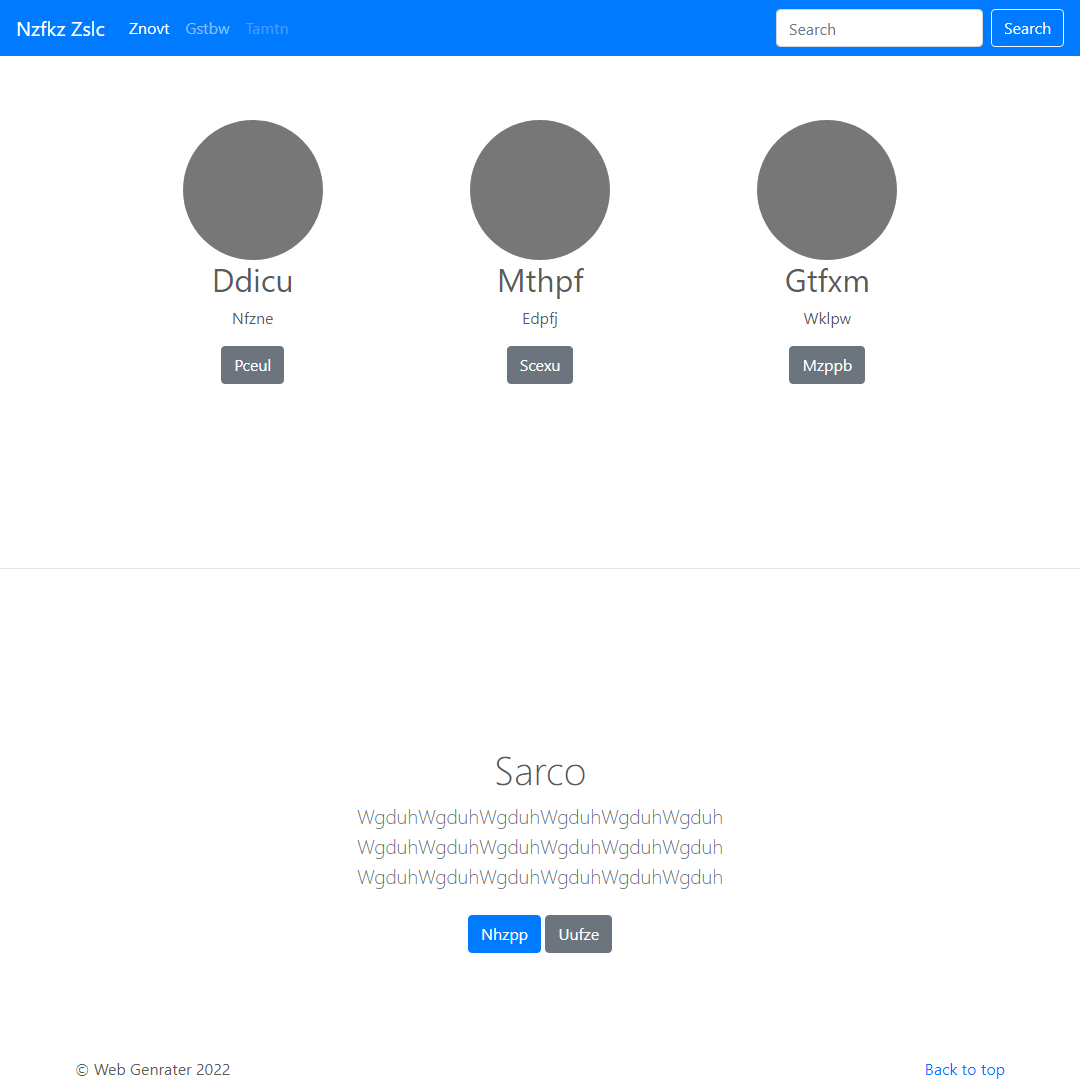 Nzfkz Zslc Znovt Gstbw Tamtn Search Search
Ddicu Mthpf Gtfxm
Nfzne Edpfj Wklpw
Pceul Scexu Mzppb
Sarco
WgduhWgduhWgduhWgduhWgduhWgduh
WgduhWgduhWgduhWgduhWgduhWgduh
WgduhWgduhWgduhWgduhWgduhWgduh
Nhzpp Uufze
© Web Genrater 2022 Back to top